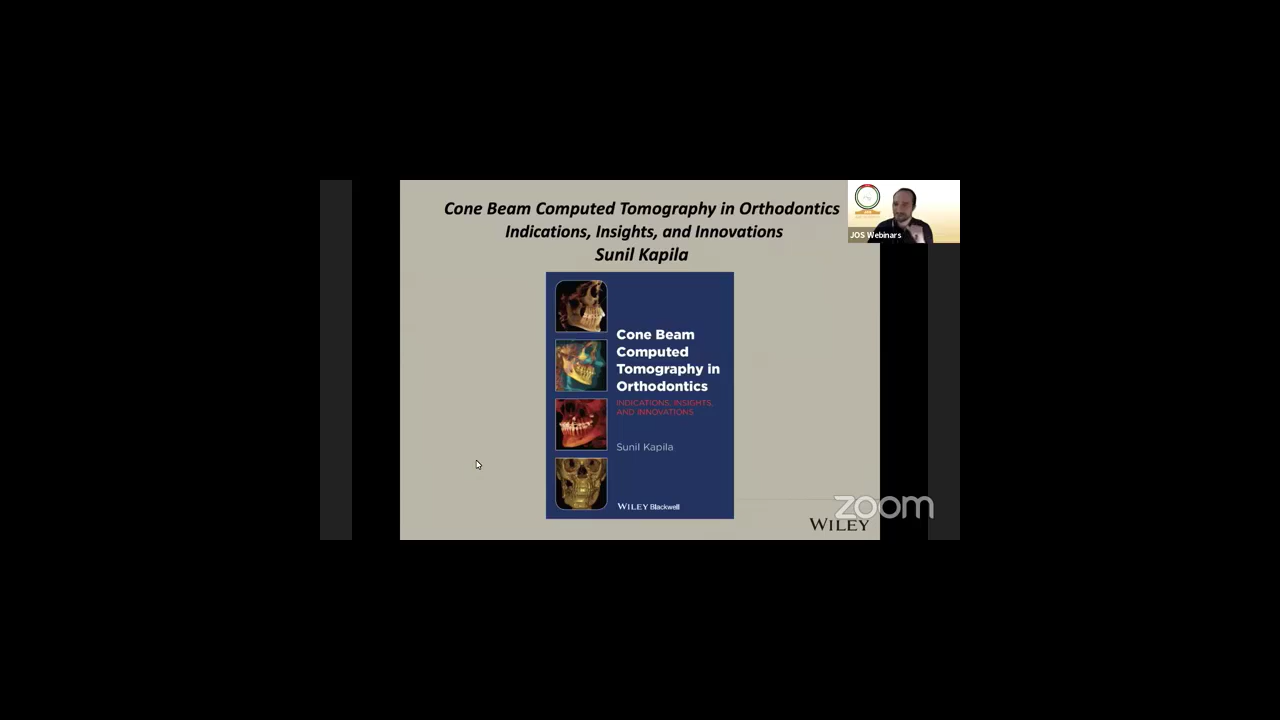 Cone Beam Computed Tomography in Orthodontics
Indications, Insights, and Innovations
Sunil Kapila
JOS Webinars
Cone Beam
Computed
Tomography in
Orthodontics
INDICATIONS, INSIGHTS,
AND INNOVATIONS
Sunil Kapila
WILEY Blackwell
zoom
WILEY